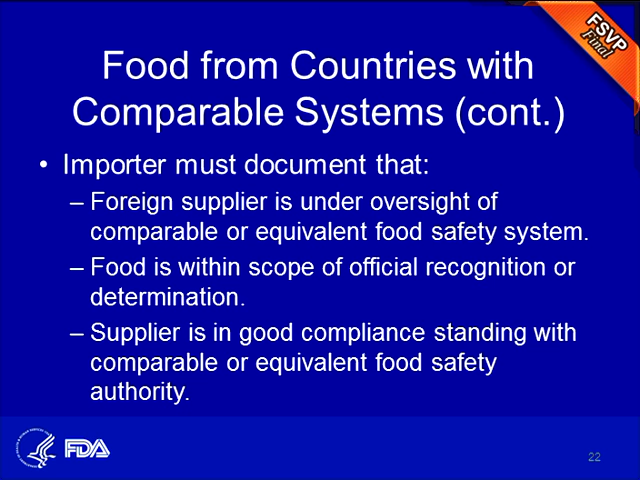 FSVP
Final
Food from Countries with
Comparable Systems (cont.)
• Importer must document that:
– Foreign supplier is under oversight of
comparable or equivalent food safety system.
– Food is within scope of official recognition or
determination.
– Supplier is in good compliance standing with
comparable or equivalent food safety
authority.
FDA
22